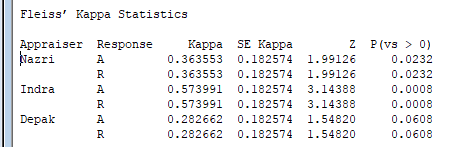 Fleiss’ Kappa Statistics
Appraiser Response Kappa SE Kappa Z P(vs > 0)
Nazri A 0.363553 0.182574 1.99126 0.0232
R 0.363553 0.182574 1.99126 0.0232
Indra A 0.573991 0.182574 3.14388 0.0008
R 0.573991 0.182574 3.14388 0.0008
Depak A 0.282662 0.182574 1.54820 0.0608
R 0.282662 0.182574 1.54820 0.0608